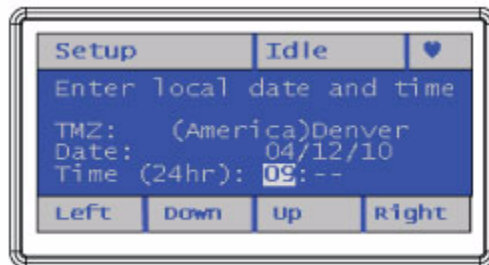 Setup Idle ♥
Enter local date and time
TMZ: (America)Denver
Date: 04/12/10
Time (24hr): 09:--
Left Down Up Right